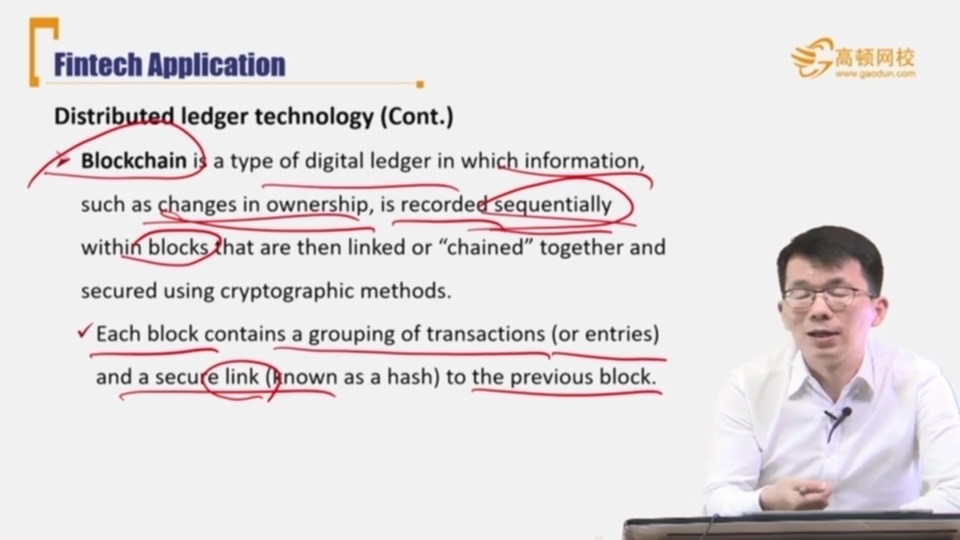 Fintech Application
高顿网校
www.gaodun.com
Distributed ledger technology (Cont.)
➢ Blockchain is a type of digital ledger in which information,
such as changes in ownership, is recorded sequentially
within blocks that are then linked or “chained” together and
secured using cryptographic methods.
✓Each block contains a grouping of transactions (or entries)
and a secure link (known as a hash) to the previous block.